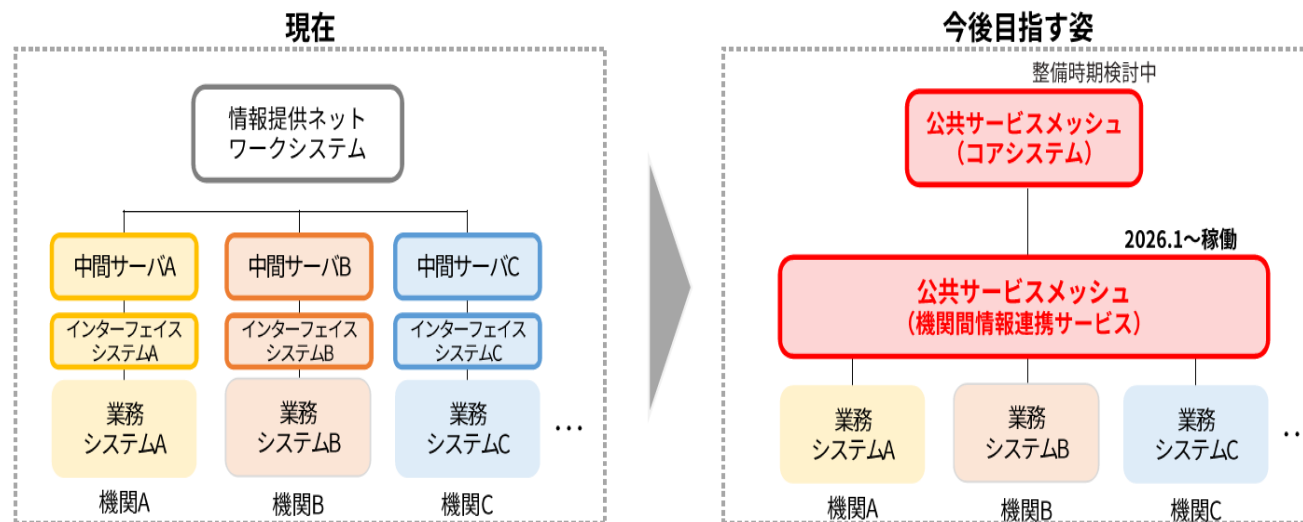 現在
情報提供ネット
ワークシステム
中間サーバA
中間サーバB
中間サーバC
インターフェイス
システムA
インターフェイス
システムB
インターフェイス
システムC
業務
システムA
業務
システムB
業務
システムC
…
機関A
機関B
機関C
今後目指す姿
整備時期検討中
公共サービスメッシュ
（コアシステム）
2026.1～稼働
公共サービスメッシュ
（機関間情報連携サービス）
業務
システムA
業務
システムB
業務
システムC
‥
機関A
機関B
機関C